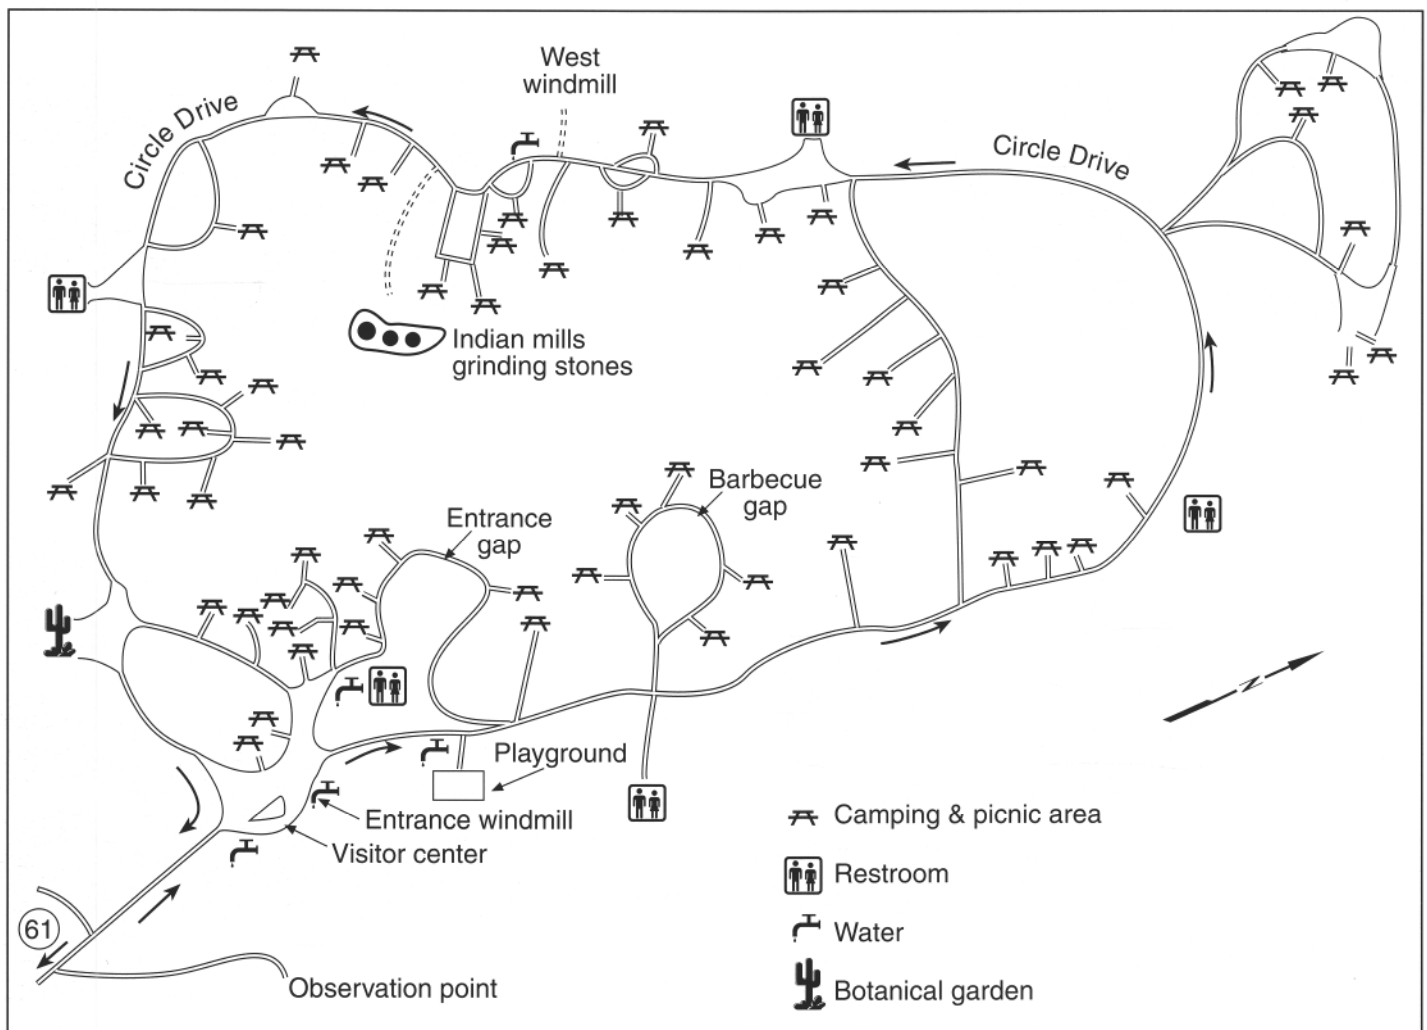 West
windmill
Circle Drive
Circle Drive
Indian mills
grinding stones
Barbecue
gap
Entrance
gap
N
Playground
Entrance windmill
Visitor center
61
Observation point
Camping & picnic area
Restroom
Water
Botanical garden